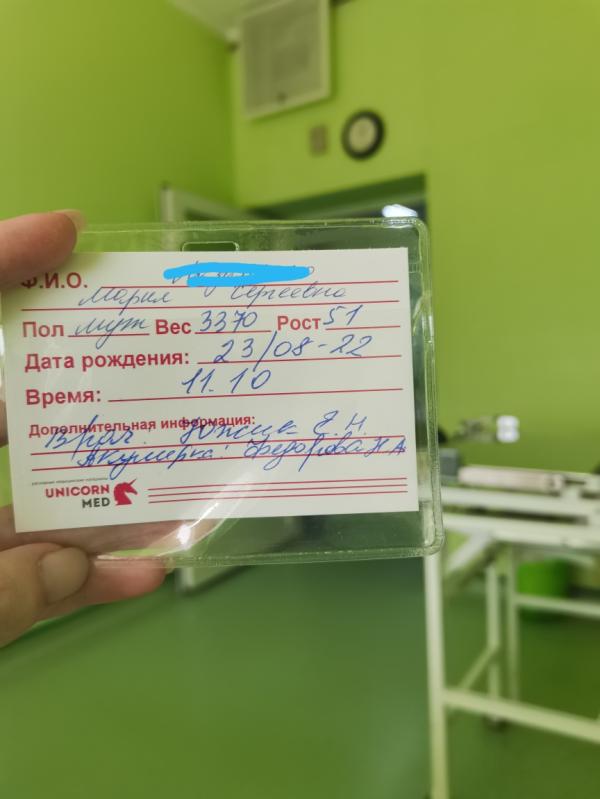 Ф.И.О.
Мария Сергеевна
Пол муж Вес 3370 Рост 51
Дата рождения: 23/08-22
Время: 11.10
Дополнительная информация:
Врач: Е.Н.
Акушерка: Федорова Н.А
UNICORN
MED